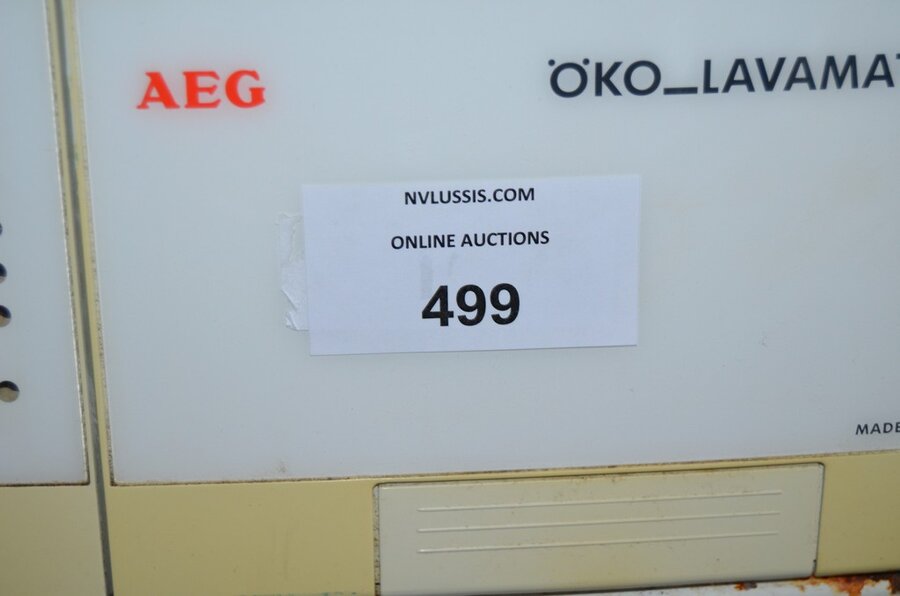 AEG
ÖKO_LAVAMAT
NVLUSSIS.COM
ONLINE AUCTIONS
499
MADE